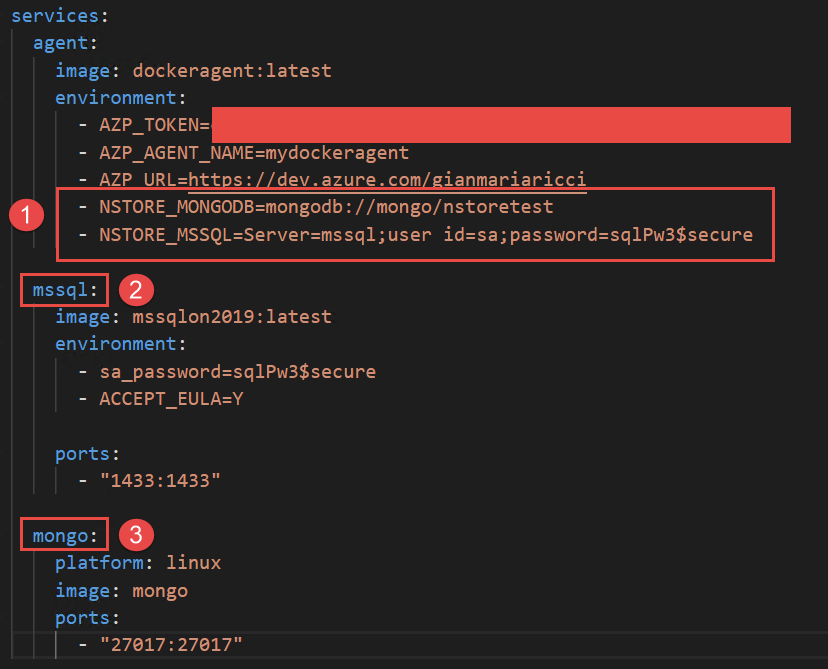 services:
agent:
image: dockeragent:latest
environment:
- AZP_TOKEN=
- AZP_AGENT_NAME=mydockeragent
- AZP_URL=https://dev.azure.com/gianmariaricci
1
- NSTORE_MONGODB=mongodb://mongo/nstoretest
- NSTORE_MSSQL=Server=mssql;user id=sa;password=sqlPw3$secure
mssql: 2
image: mssqlon2019:latest
environment:
- sa_password=sqlPw3$secure
- ACCEPT_EULA=Y
ports:
- "1433:1433"
mongo: 3
platform: linux
image: mongo
ports:
- "27017:27017"